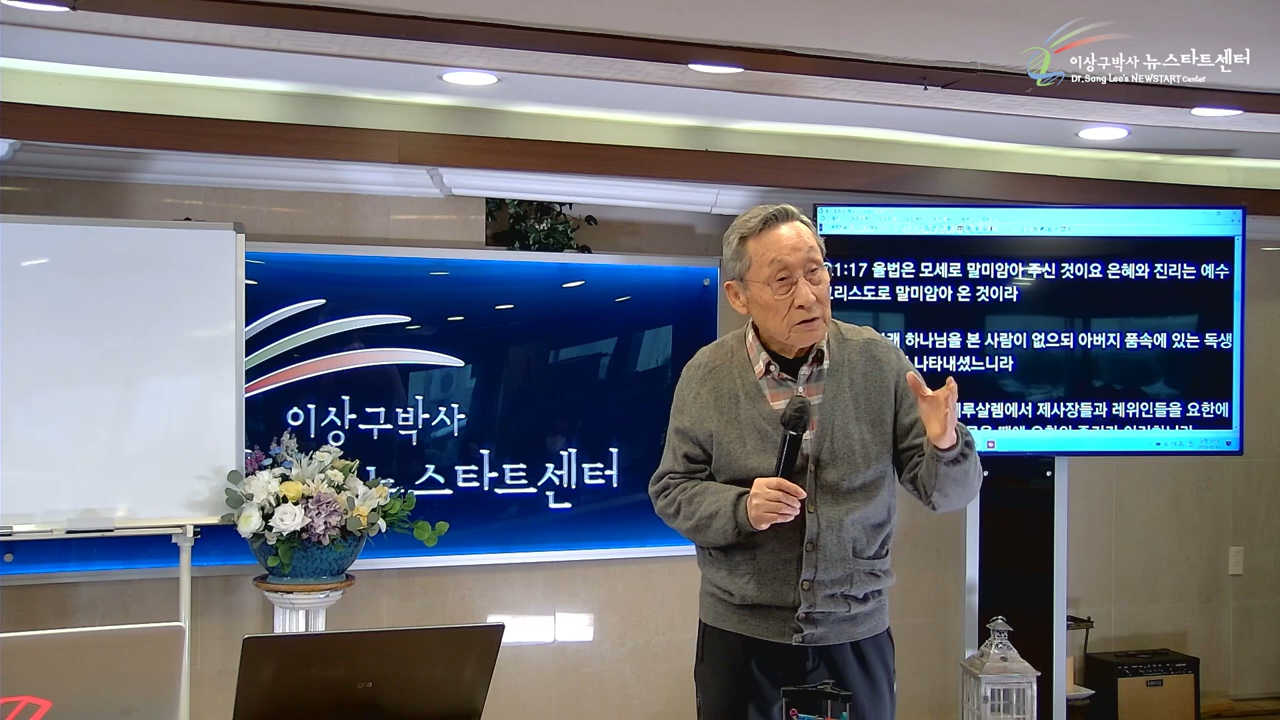 이상구박사 뉴스타트센터
Dr. Sang Lee's NEWSTART Center
이상구박사
뉴스타트센터
1:17 율법은 모세로 말미암아 주신 것이요 은혜와 진리는 예수
그리스도로 말미암아 온 것이라
하나님을 본 사람이 없으되 아버지 품속에 있는 독생
나타내셨느니라
예루살렘에서 제사장들과 레위인들을 요한에